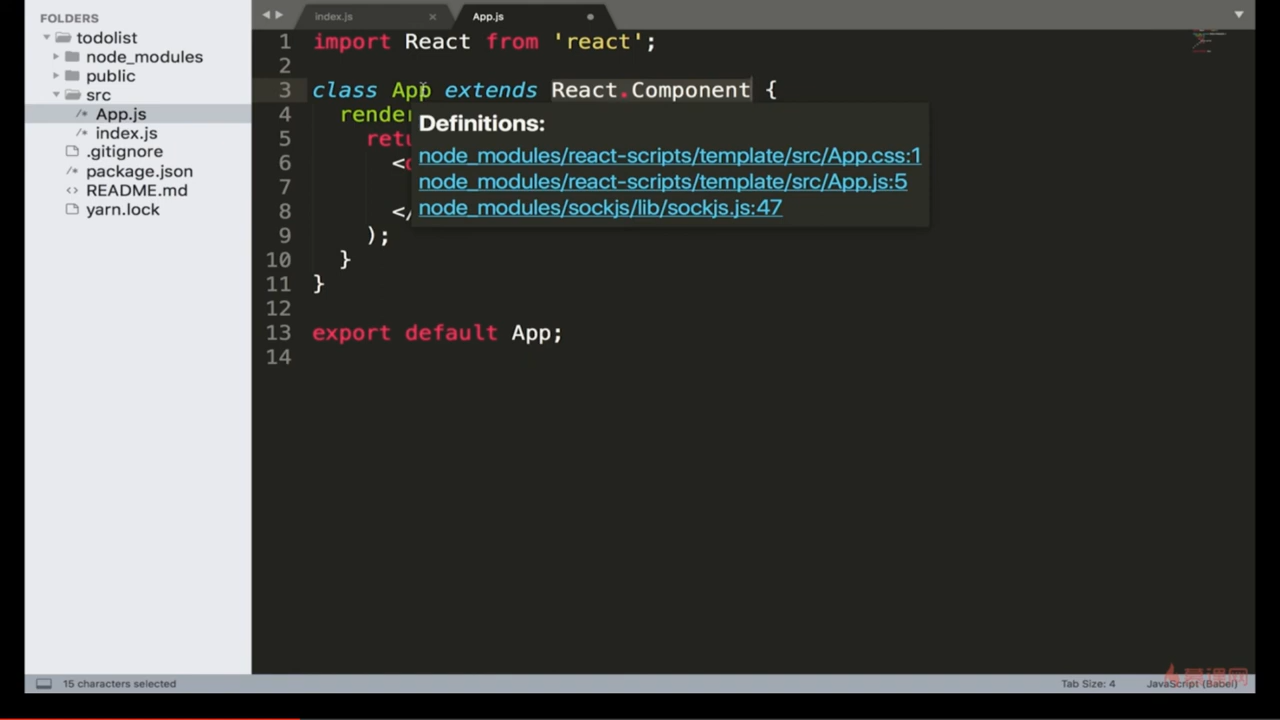 FOLDERS
todolist
node_modules
public
src
/* App.js
/* index.js
.gitignore
package.json
<> README.md
yarn.lock
index.js ×
App.js
1 import React from 'react';
2
3 class App extends React.Component {
4 render
5 retu
6 <
7
8 </
9 );
10 }
11 }
12
13 export default App;
14
Definitions:
node_modules/react-scripts/template/src/App.css:1
node_modules/react-scripts/template/src/App.js:5
node_modules/sockjs/lib/sockjs.js:47
15 characters selected
Tab Size: 4
JavaScript (Babel)
慕课网